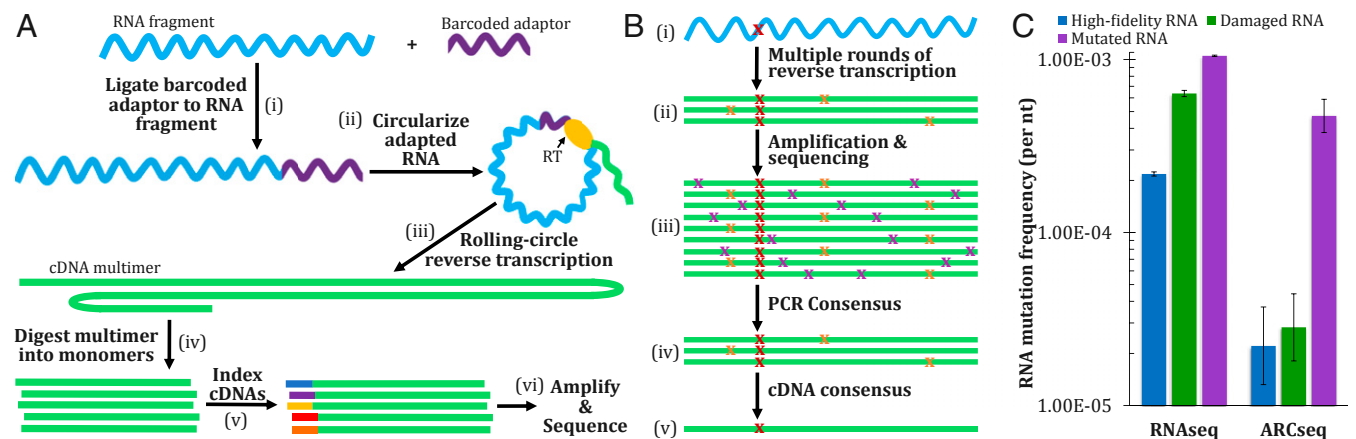 A
RNA fragment
+
Barcoded adaptor
Ligate barcoded
adaptor to RNA
fragment
(i)
(ii)
Circularize
adapted
RNA
RT
(iii)
Rolling-circle
reverse transcription
cDNA multimer
Digest multimer
into monomers
(iv)
Index
cDNAs
(v)
(vi)
Amplify
&
Sequence
B
(i)
X
Multiple rounds of
reverse transcription
(ii)
X X
X X
X X
Amplification &
sequencing
(iii)
X X X
X X X X
X X X X
X X X
X X
X X X X
X X X X
X X X
X X X X
PCR Consensus
(iv)
X X
X X
X X
cDNA consensus
(v)
X
C
High-fidelity RNA
Damaged RNA
Mutated RNA
RNA mutation frequency (per nt)
1.00E-03
1.00E-04
1.00E-05
RNAseq
ARCseq